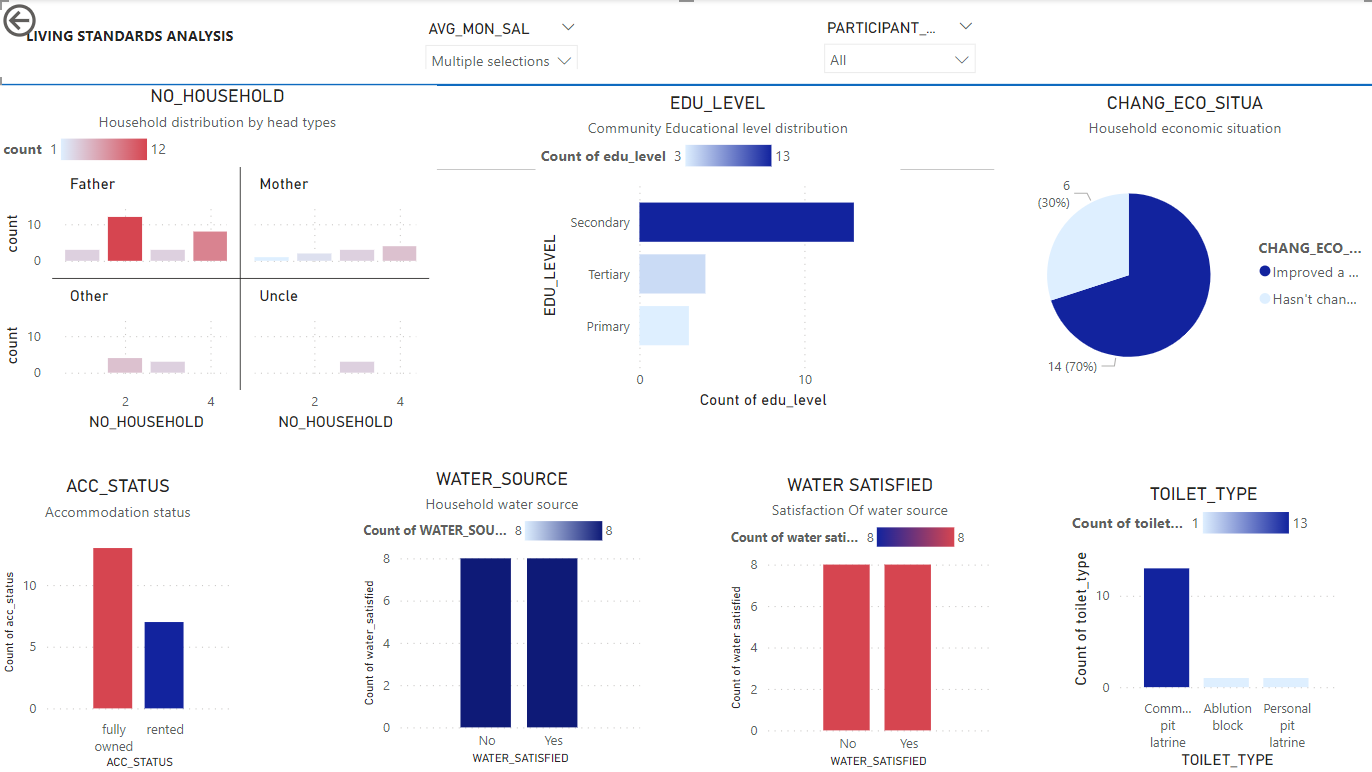 LIVING STANDARDS ANALYSIS
AVG_MON_SAL
Multiple selections
PARTICIPANT_...
All
NO_HOUSEHOLD
Household distribution by head types
count 1 12
Father
Mother
count
10
0
Other
Uncle
count
10
0
2 4
2 4
NO_HOUSEHOLD
NO_HOUSEHOLD
EDU_LEVEL
Community Educational level distribution
Count of edu_level 3 13
EDU_LEVEL
Secondary
Tertiary
Primary
0 10
Count of edu_level
CHANG_ECO_SITUA
Household economic situation
6
(30%)
14 (70%)
CHANG_ECO_...
Improved a ...
Hasn't chan...
ACC_STATUS
Accommodation status
Count of acc_status
10
5
0
fully
owned
rented
ACC_STATUS
WATER_SOURCE
Household water source
Count of WATER_SOU... 8 8
Count of water_satisfied
8
6
4
2
0
No Yes
WATER_SATISFIED
WATER SATISFIED
Satisfaction Of water source
Count of water sati... 8 8
Count of water satisfied
8
6
4
2
0
No Yes
WATER_SATISFIED
TOILET_TYPE
Count of toilet... 1 13
Count of toilet_type
10
0
Comm...
pit
latrine
Ablution
block
Personal
pit
latrine
TOILET_TYPE